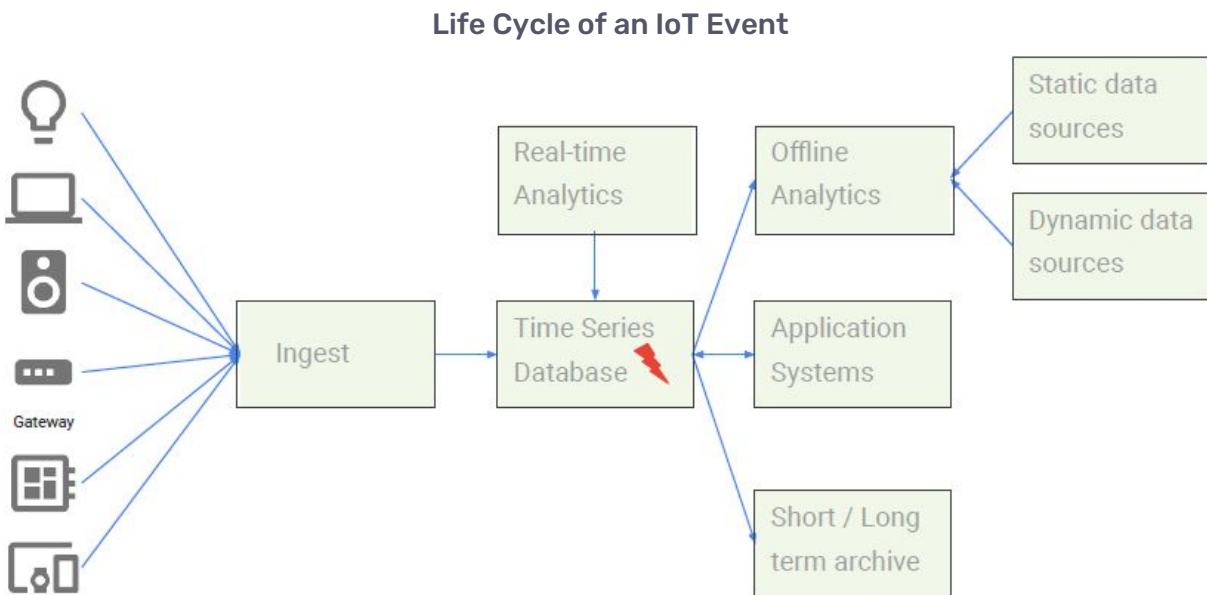 Life Cycle of an IoT Event
Static data
sources
Real-time
Analytics
Offline
Analytics
Dynamic data
sources
Ingest
Time Series
Database
Application
Systems
Gateway
Short / Long
term archive